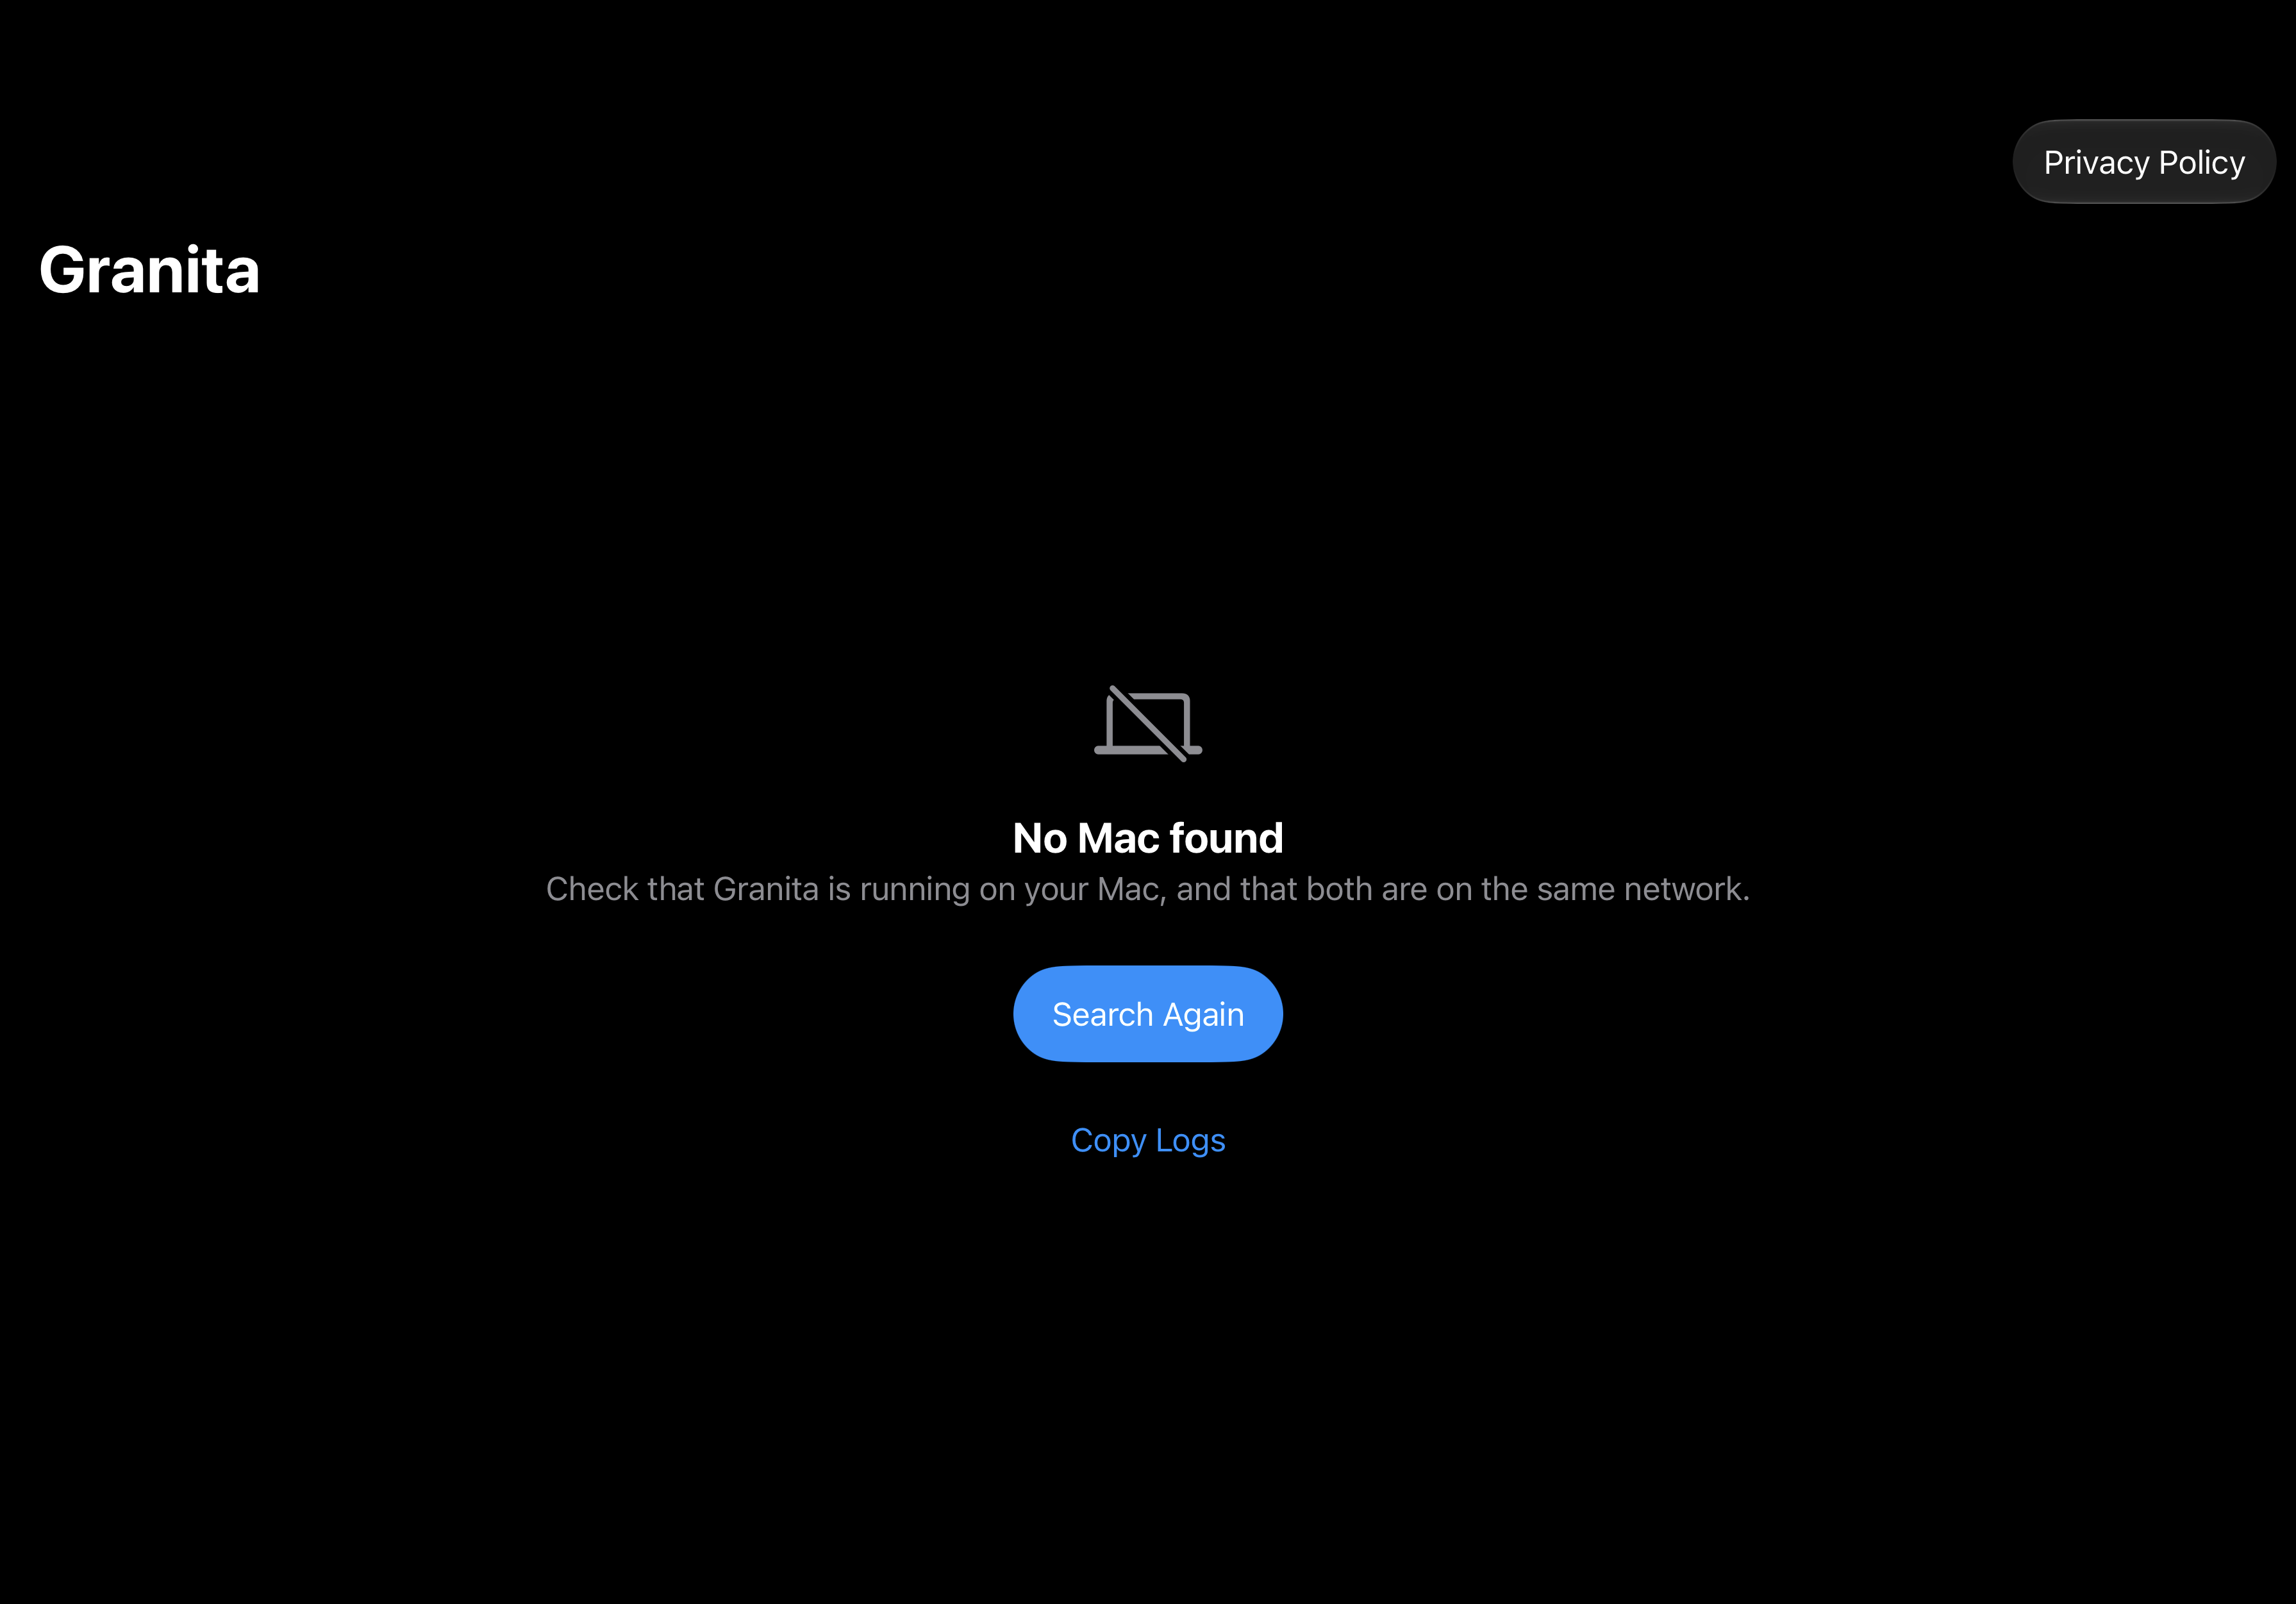 Privacy Policy
Granita
No Mac found
Check that Granita is running on your Mac, and that both are on the same network.
Search Again
Copy Logs